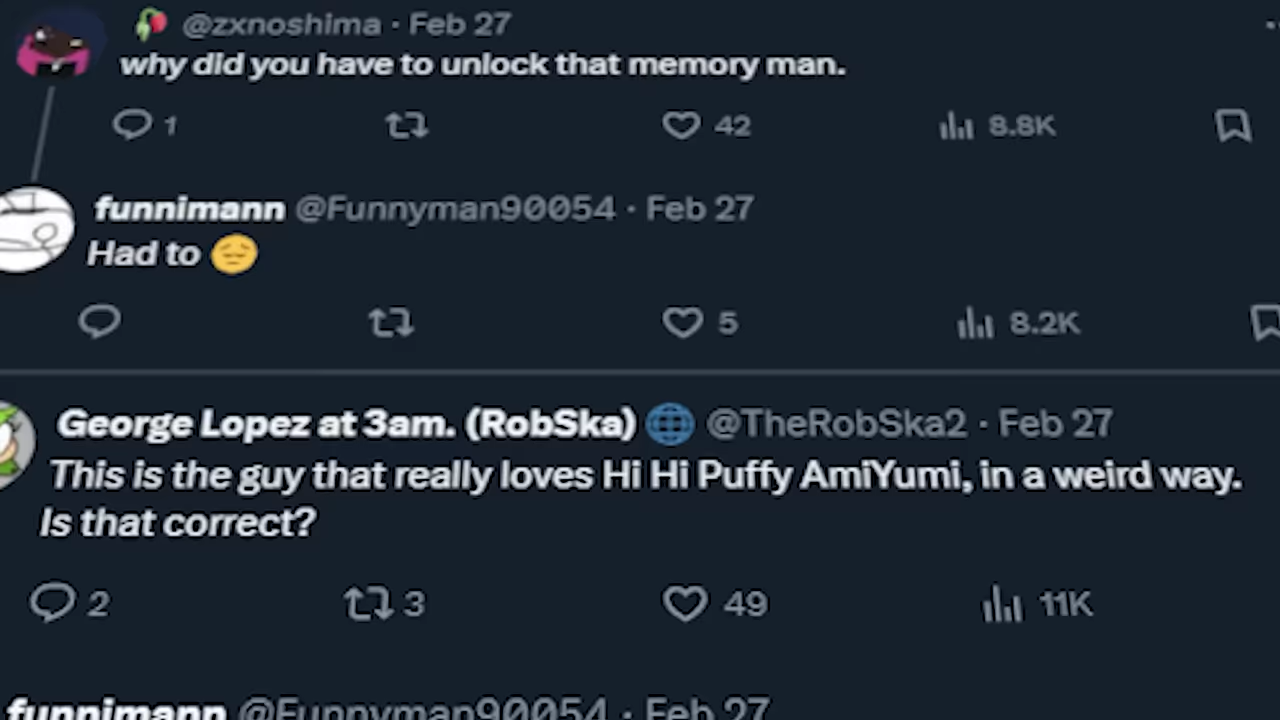 @zxnoshima · Feb 27
why did you have to unlock that memory man.
1 42 8.8K
funnimann @Funnyman90054 · Feb 27
Had to 😔
5 8.2K
George Lopez at 3am. (RobSka) 🌐 @TheRobSka2 · Feb 27
This is the guy that really loves Hi Hi Puffy AmiYumi, in a weird way.
Is that correct?
2 3 49 11K
funnimann @Funnyman90054 · Feb 27